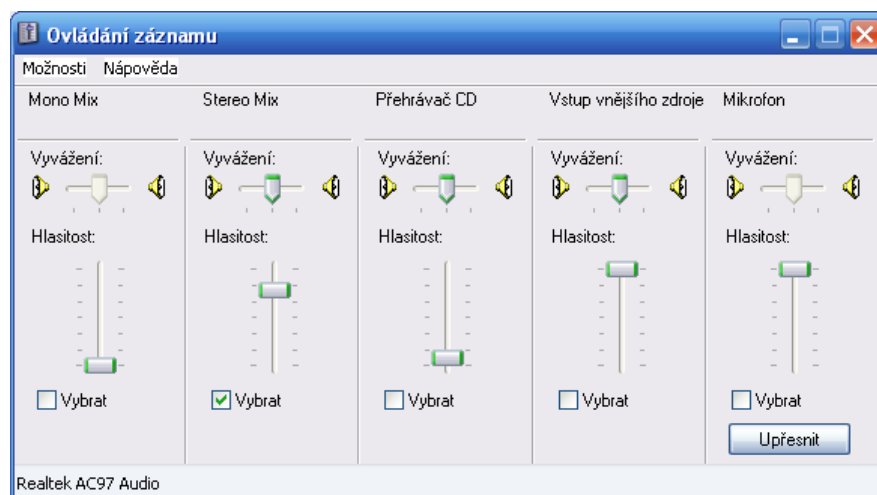 Ovládání záznamu
Možnosti Nápověda
Mono Mix Stereo Mix Přehrávač CD Vstup vnějšího zdroje Mikrofon
Vyvážení: Vyvážení: Vyvážení: Vyvážení: Vyvážení:
Hlasitost: Hlasitost: Hlasitost: Hlasitost: Hlasitost:
Vybrat Vybrat Vybrat Vybrat Vybrat
Upřesnit
Realtek AC97 Audio